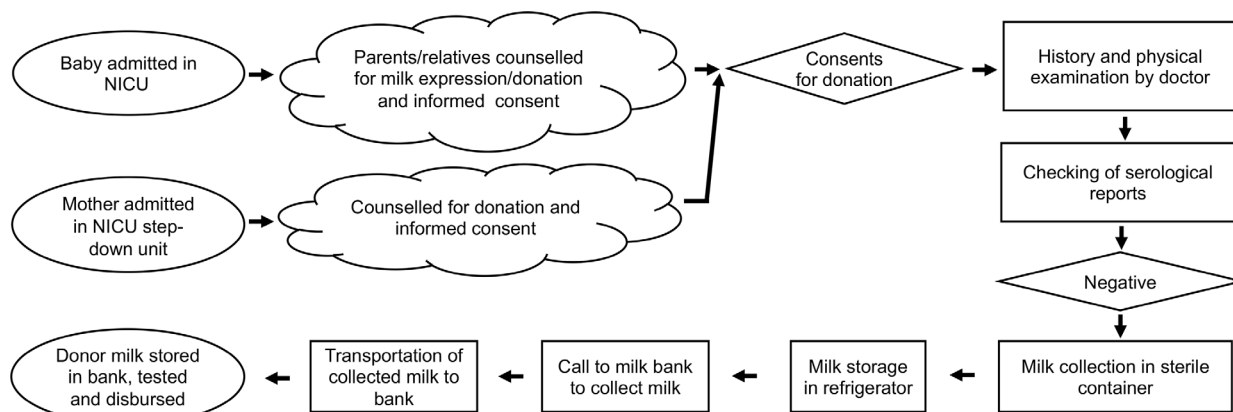 Baby admitted in
NICU
Parents/relatives counselled
for milk expression/donation
and informed consent
Consents
for donation
History and physical
examination by doctor
Mother admitted
in NICU step-
down unit
Counselled for donation and
informed consent
Checking of serological
reports
Negative
Donor milk stored
in bank, tested
and disbursed
Transportation of
collected milk to
bank
Call to milk bank
to collect milk
Milk storage
in refrigerator
Milk collection in sterile
container